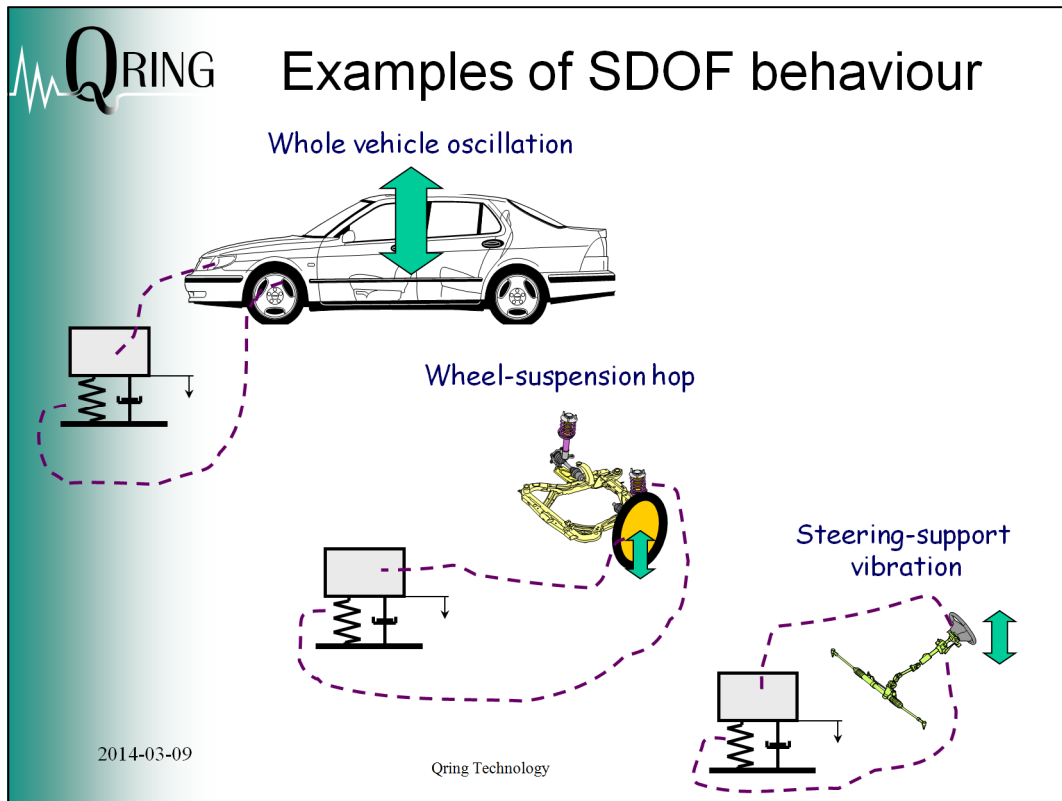 QRING
Examples of SDOF behaviour
Whole vehicle oscillation
Wheel-suspension hop
Steering-support
vibration
2014-03-09
Qring Technology